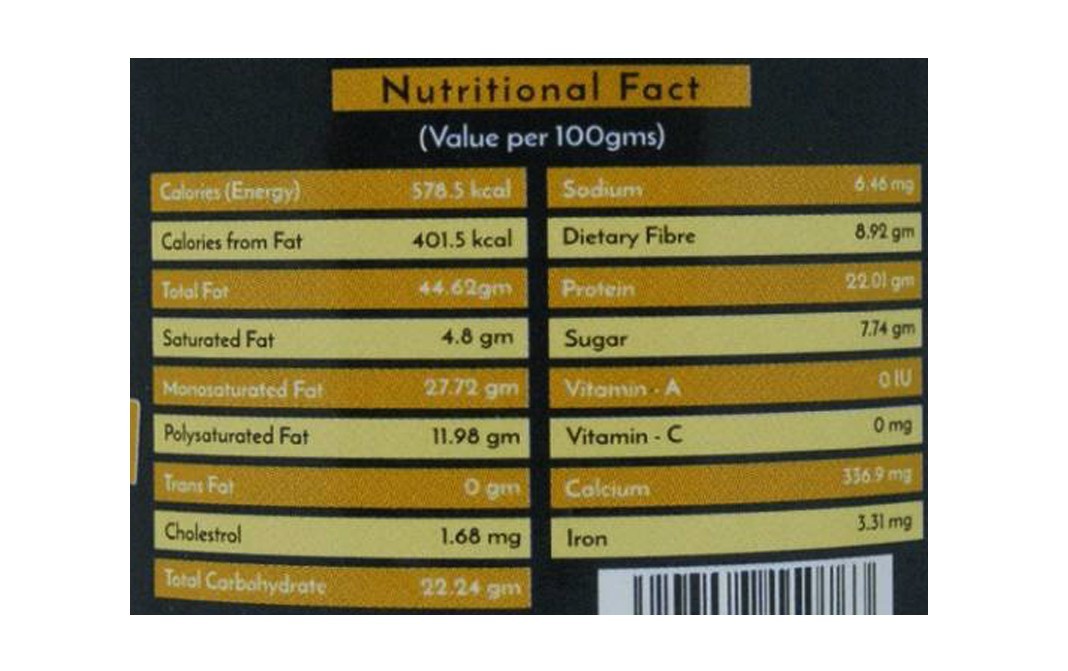 Nutritional Fact
(Value per 100gms)
Calories (Energy) 578.5 kcal
Calories from Fat 401.5 kcal
Total Fat 44.62gm
Saturated Fat 4.8 gm
Monosaturated Fat 27.72 gm
Polysaturated Fat 11.98 gm
Trans Fat 0 gm
Cholestrol 1.68 mg
Total Carbohydrate 22.24 gm
Sodium 6.46 mg
Dietary Fibre 8.92 gm
Protein 22.01 gm
Sugar 7.74 gm
Vitamin - A 0 IU
Vitamin - C 0 mg
Calcium 336.9 mg
Iron 3.31 mg